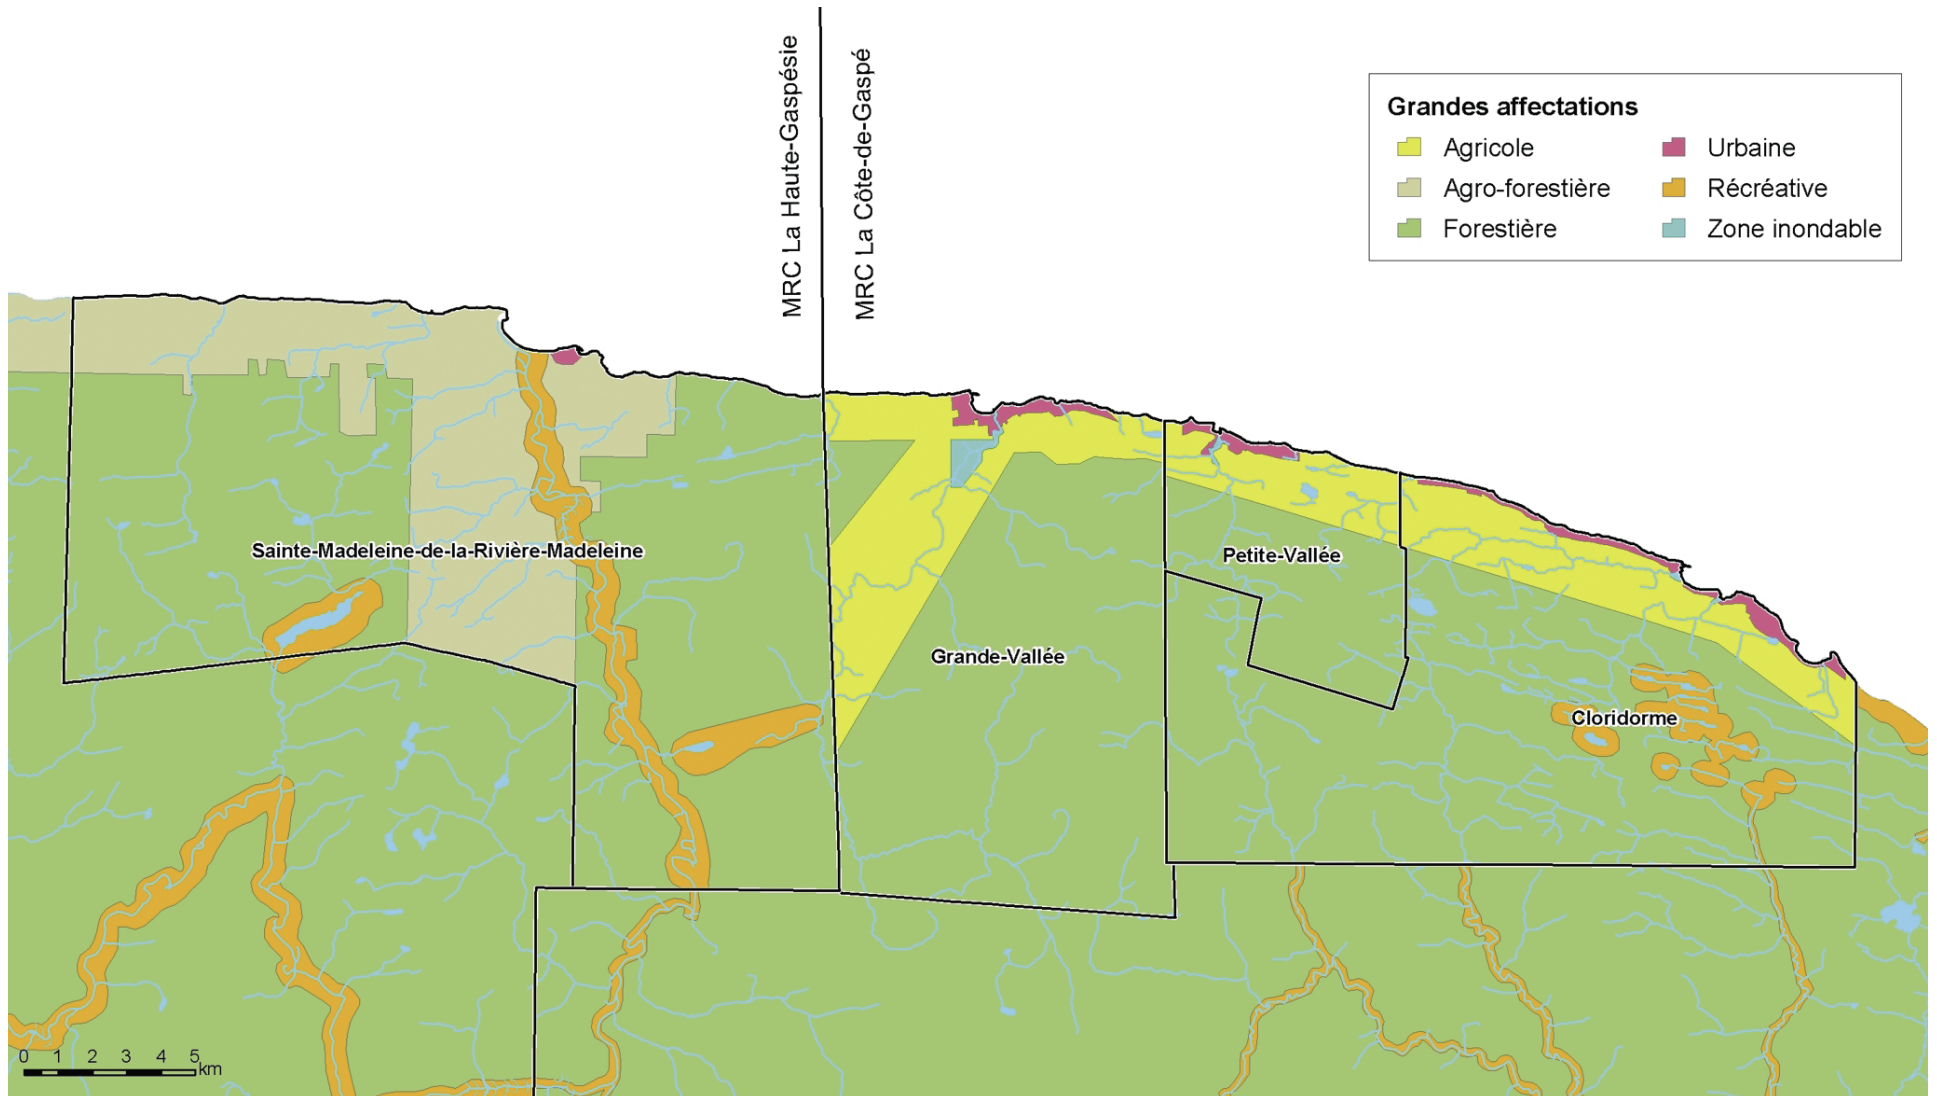 MRC La Haute-Gaspésie
MRC La Côte-de-Gaspé
Grandes affectations
Agricole
Urbaine
Agro-forestière
Récréative
Forestière
Zone inondable
Sainte-Madeleine-de-la-Rivière-Madeleine
Petite-Vallée
Grande-Vallée
Cloridorme
0 1 2 3 4 5
km